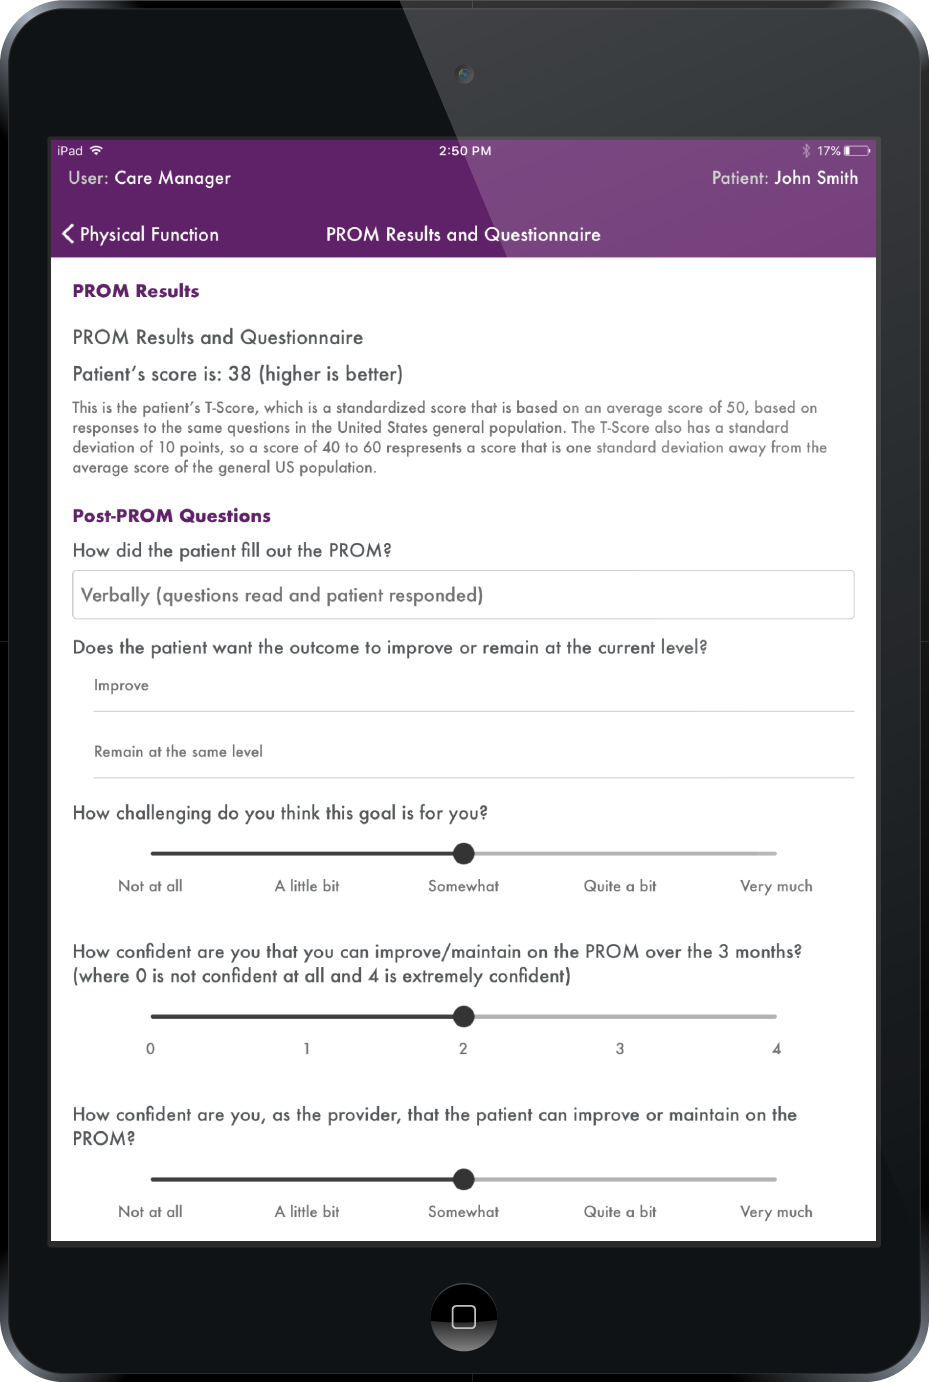 iPad 2:50 PM 17%
User: Care Manager Patient: John Smith
Physical Function PROM Results and Questionnaire
PROM Results
PROM Results and Questionnaire
Patient's score is: 38 (higher is better)
This is the patient's T-Score, which is a standardized score that is based on an average score of 50, based on
responses to the same questions in the United States general population. The T-Score also has a standard
deviation of 10 points, so a score of 40 to 60 respresents a score that is one standard deviation away from the
average score of the general US population.
Post-PROM Questions
How did the patient fill out the PROM?
Verbally (questions read and patient responded)
Does the patient want the outcome to improve or remain at the current level?
Improve
Remain at the same level
How challenging do you think this goal is for you?
Not at all A little bit Somewhat Quite a bit Very much
How confident are you that you can improve/maintain on the PROM over the 3 months?
(where 0 is not confident at all and 4 is extremely confident)
0 1 2 3 4
How confident are you, as the provider, that the patient can improve or maintain on the
PROM?
Not at all A little bit Somewhat Quite a bit Very much